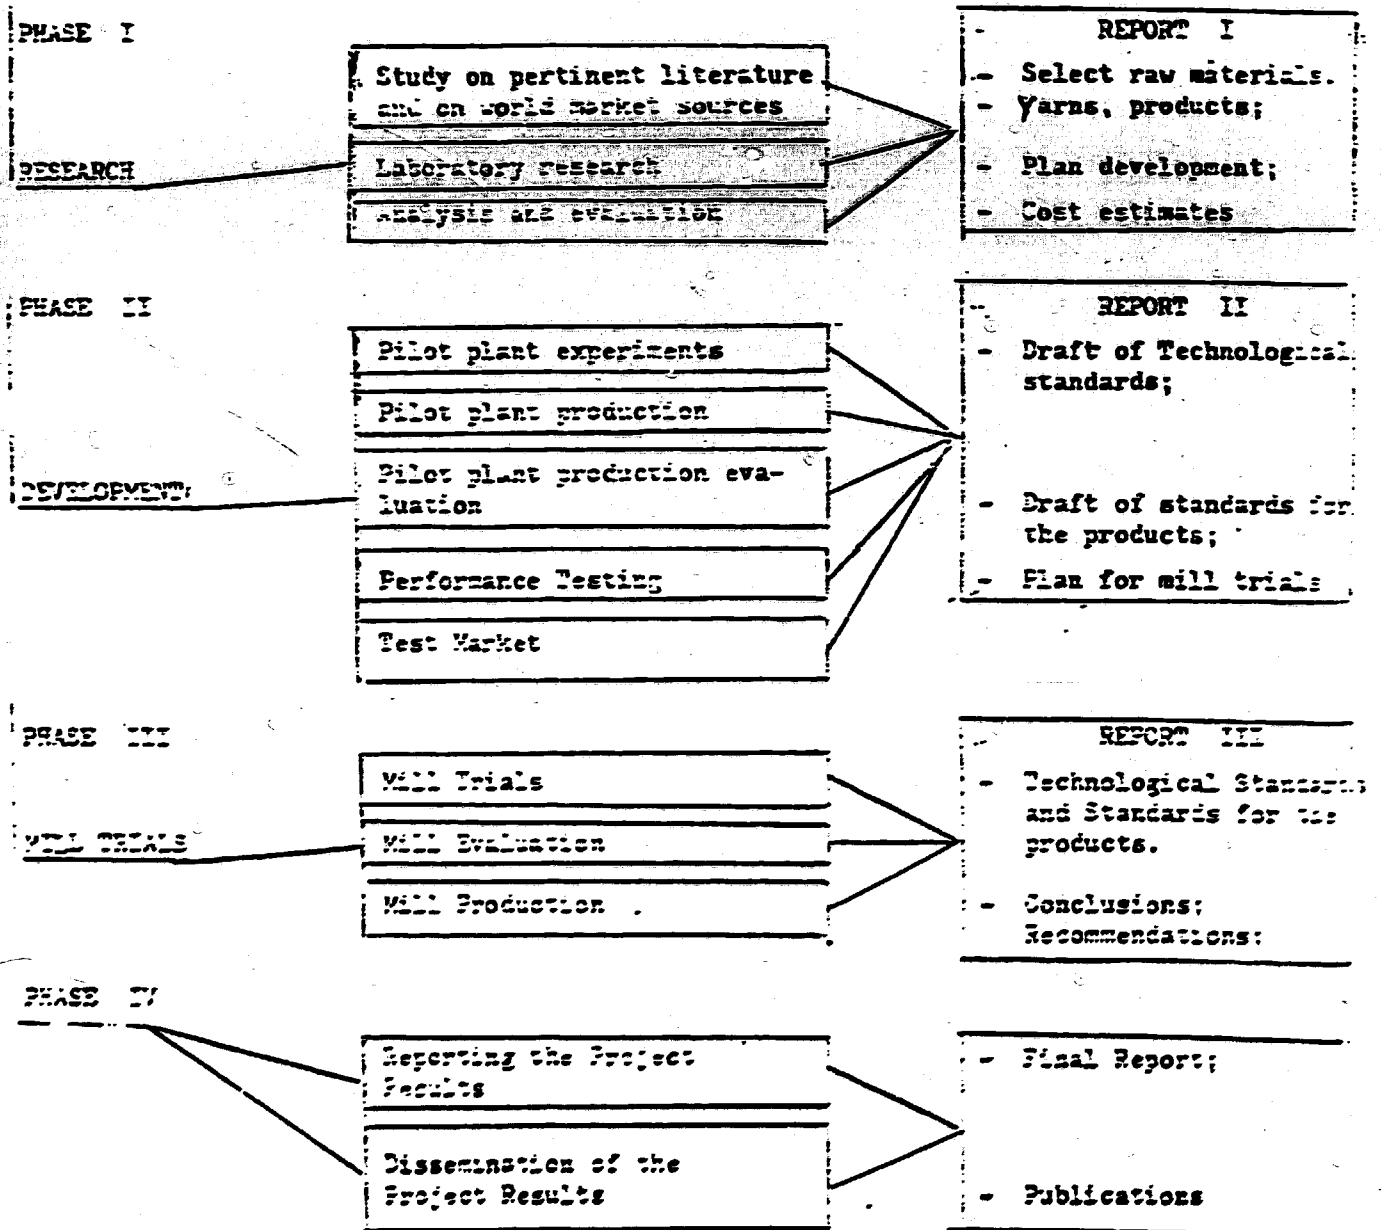 PHASE I
RESEARCH
Study on pertinent literature
and on world market sources
Laboratory research
Analysis and evaluation
REPORT I
- Select raw materials.
- Yarns, products;
- Plan development;
- Cost estimates
PHASE II
DEVELOPMENT
Pilot plant experiments
Pilot plant production
Pilot plant production eva-
luation
Performance Testing
Test Market
REPORT II
- Draft of Technological
standards;
- Draft of standards for
the products;
- Plan for mill trials
PHASE III
MILL TRIALS
Mill Trials
Mill Evaluation
Mill Production
REPORT III
- Technological Standards
and Standards for the
products.
- Conclusions;
Recommendations;
PHASE IV
Reporting the Project
Results
Dissemination of the
Project Results
- Final Report;
- Publications